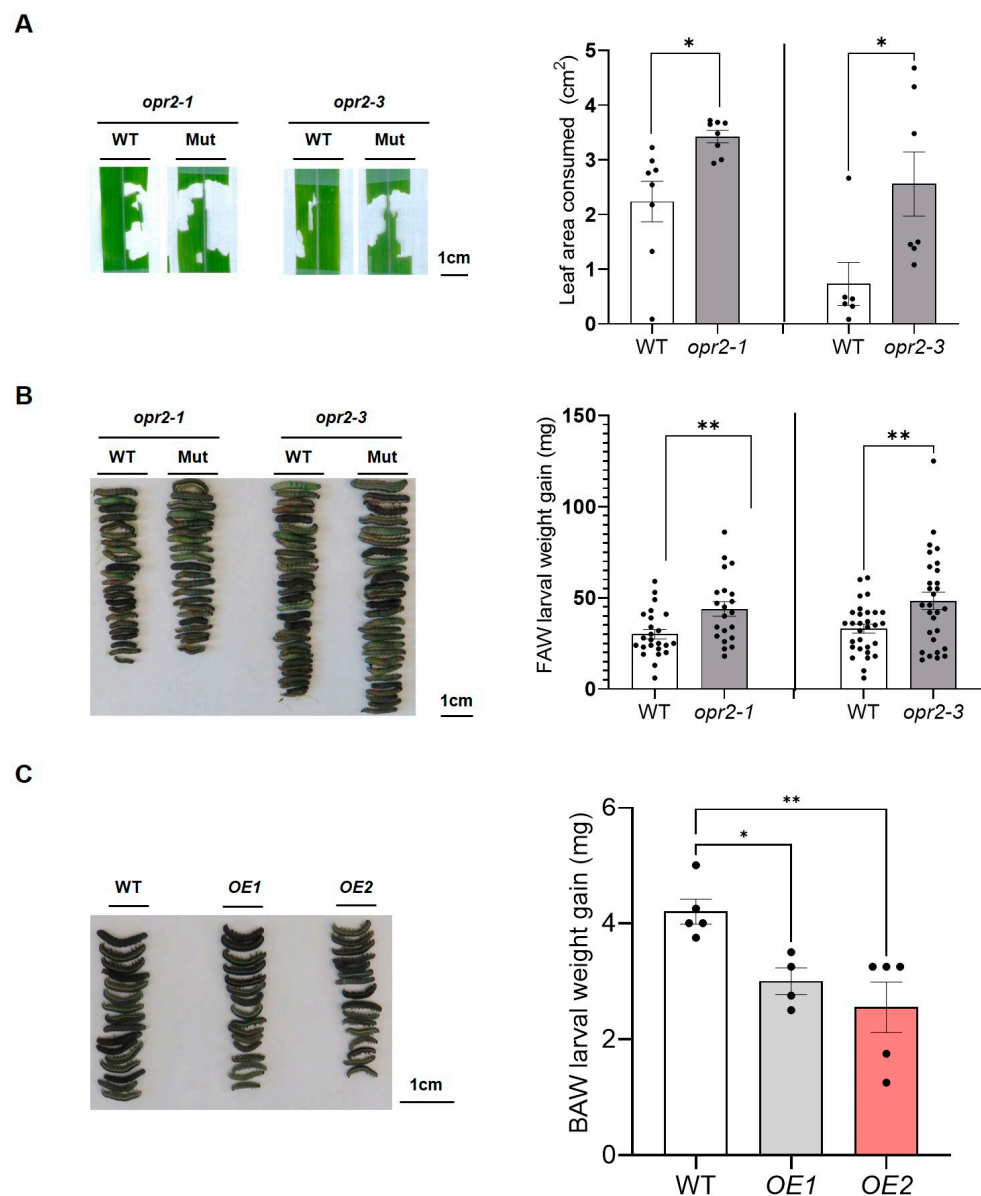 A
opr2-1 opr2-3
WT Mut WT Mut
1cm
Leaf area consumed (cm²)
5
4
3
2
1
0
* *
WT opr2-1 WT opr2-3
B
opr2-1 opr2-3
WT Mut WT Mut
1cm
FAW larval weight gain (mg)
150
100
50
0
** **
WT opr2-1 WT opr2-3
C
WT OE1 OE2
1cm
BAW larval weight gain (mg)
6
4
2
0
**
*
WT OE1 OE2